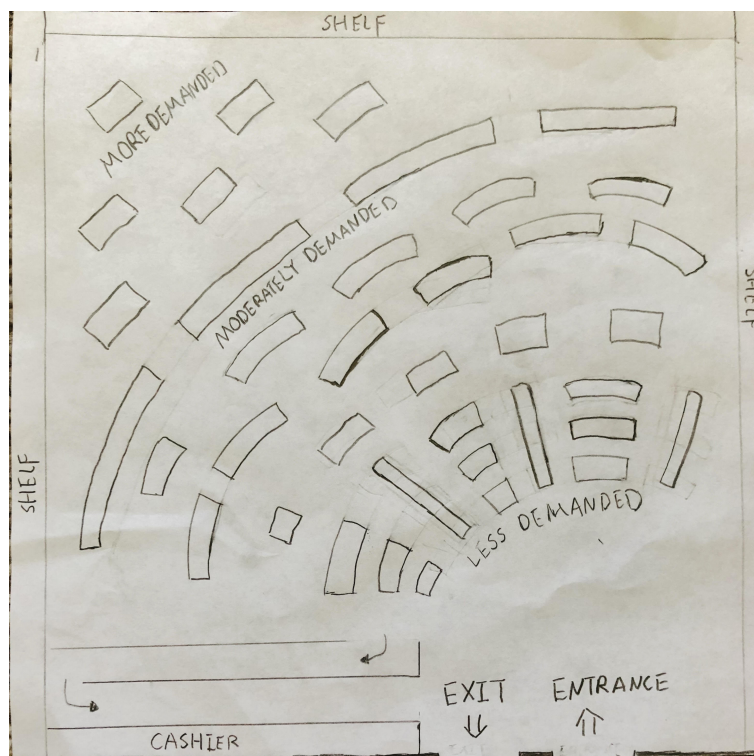 SHELF
MORE DEMANDED
MODERATELY DEMANDED
SHELF
SHELF
LESS DEMANDED
EXIT ENTRANCE
CASHIER